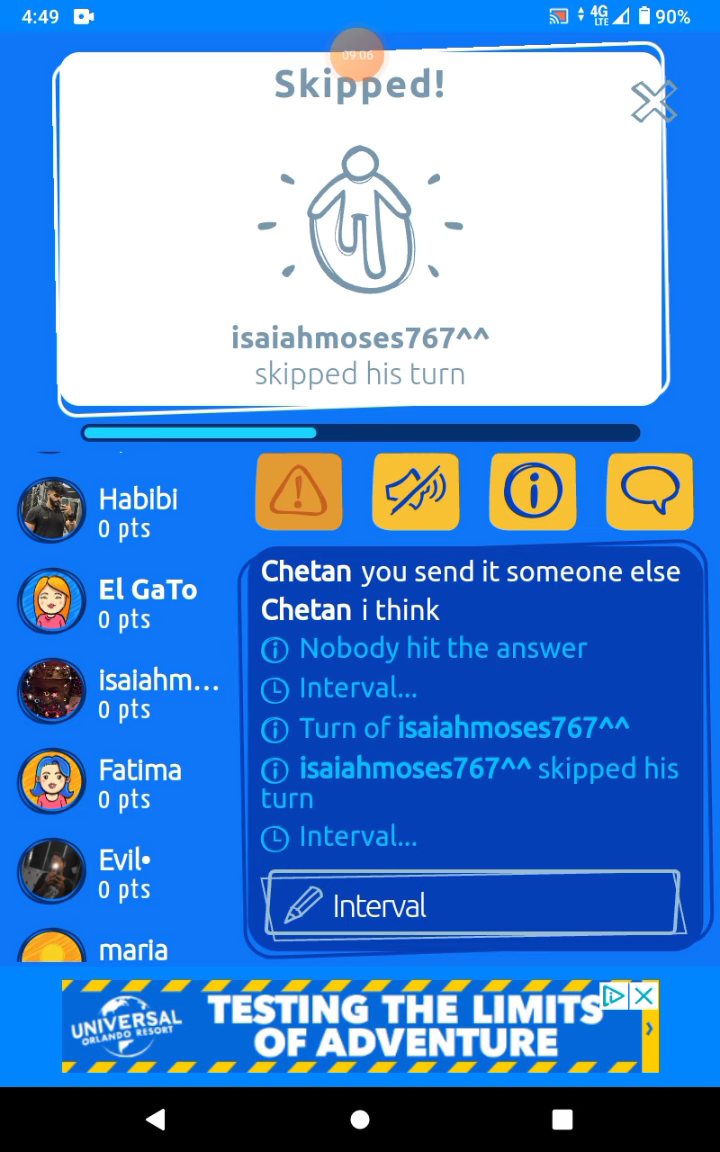 4:49
4G
LTE
90%
09:06
Skipped!
isaiahmoses767^^
skipped his turn
Habibi
0 pts
El GaTo
0 pts
isaiahm...
0 pts
Fatima
0 pts
Evil•
0 pts
maria
Chetan you send it someone else
Chetan i think
Nobody hit the answer
Interval...
Turn of isaiahmoses767^^
isaiahmoses767^^ skipped his
turn
Interval...
Interval
UNIVERSAL
ORLANDO RESORT
TESTING THE LIMITS
OF ADVENTURE